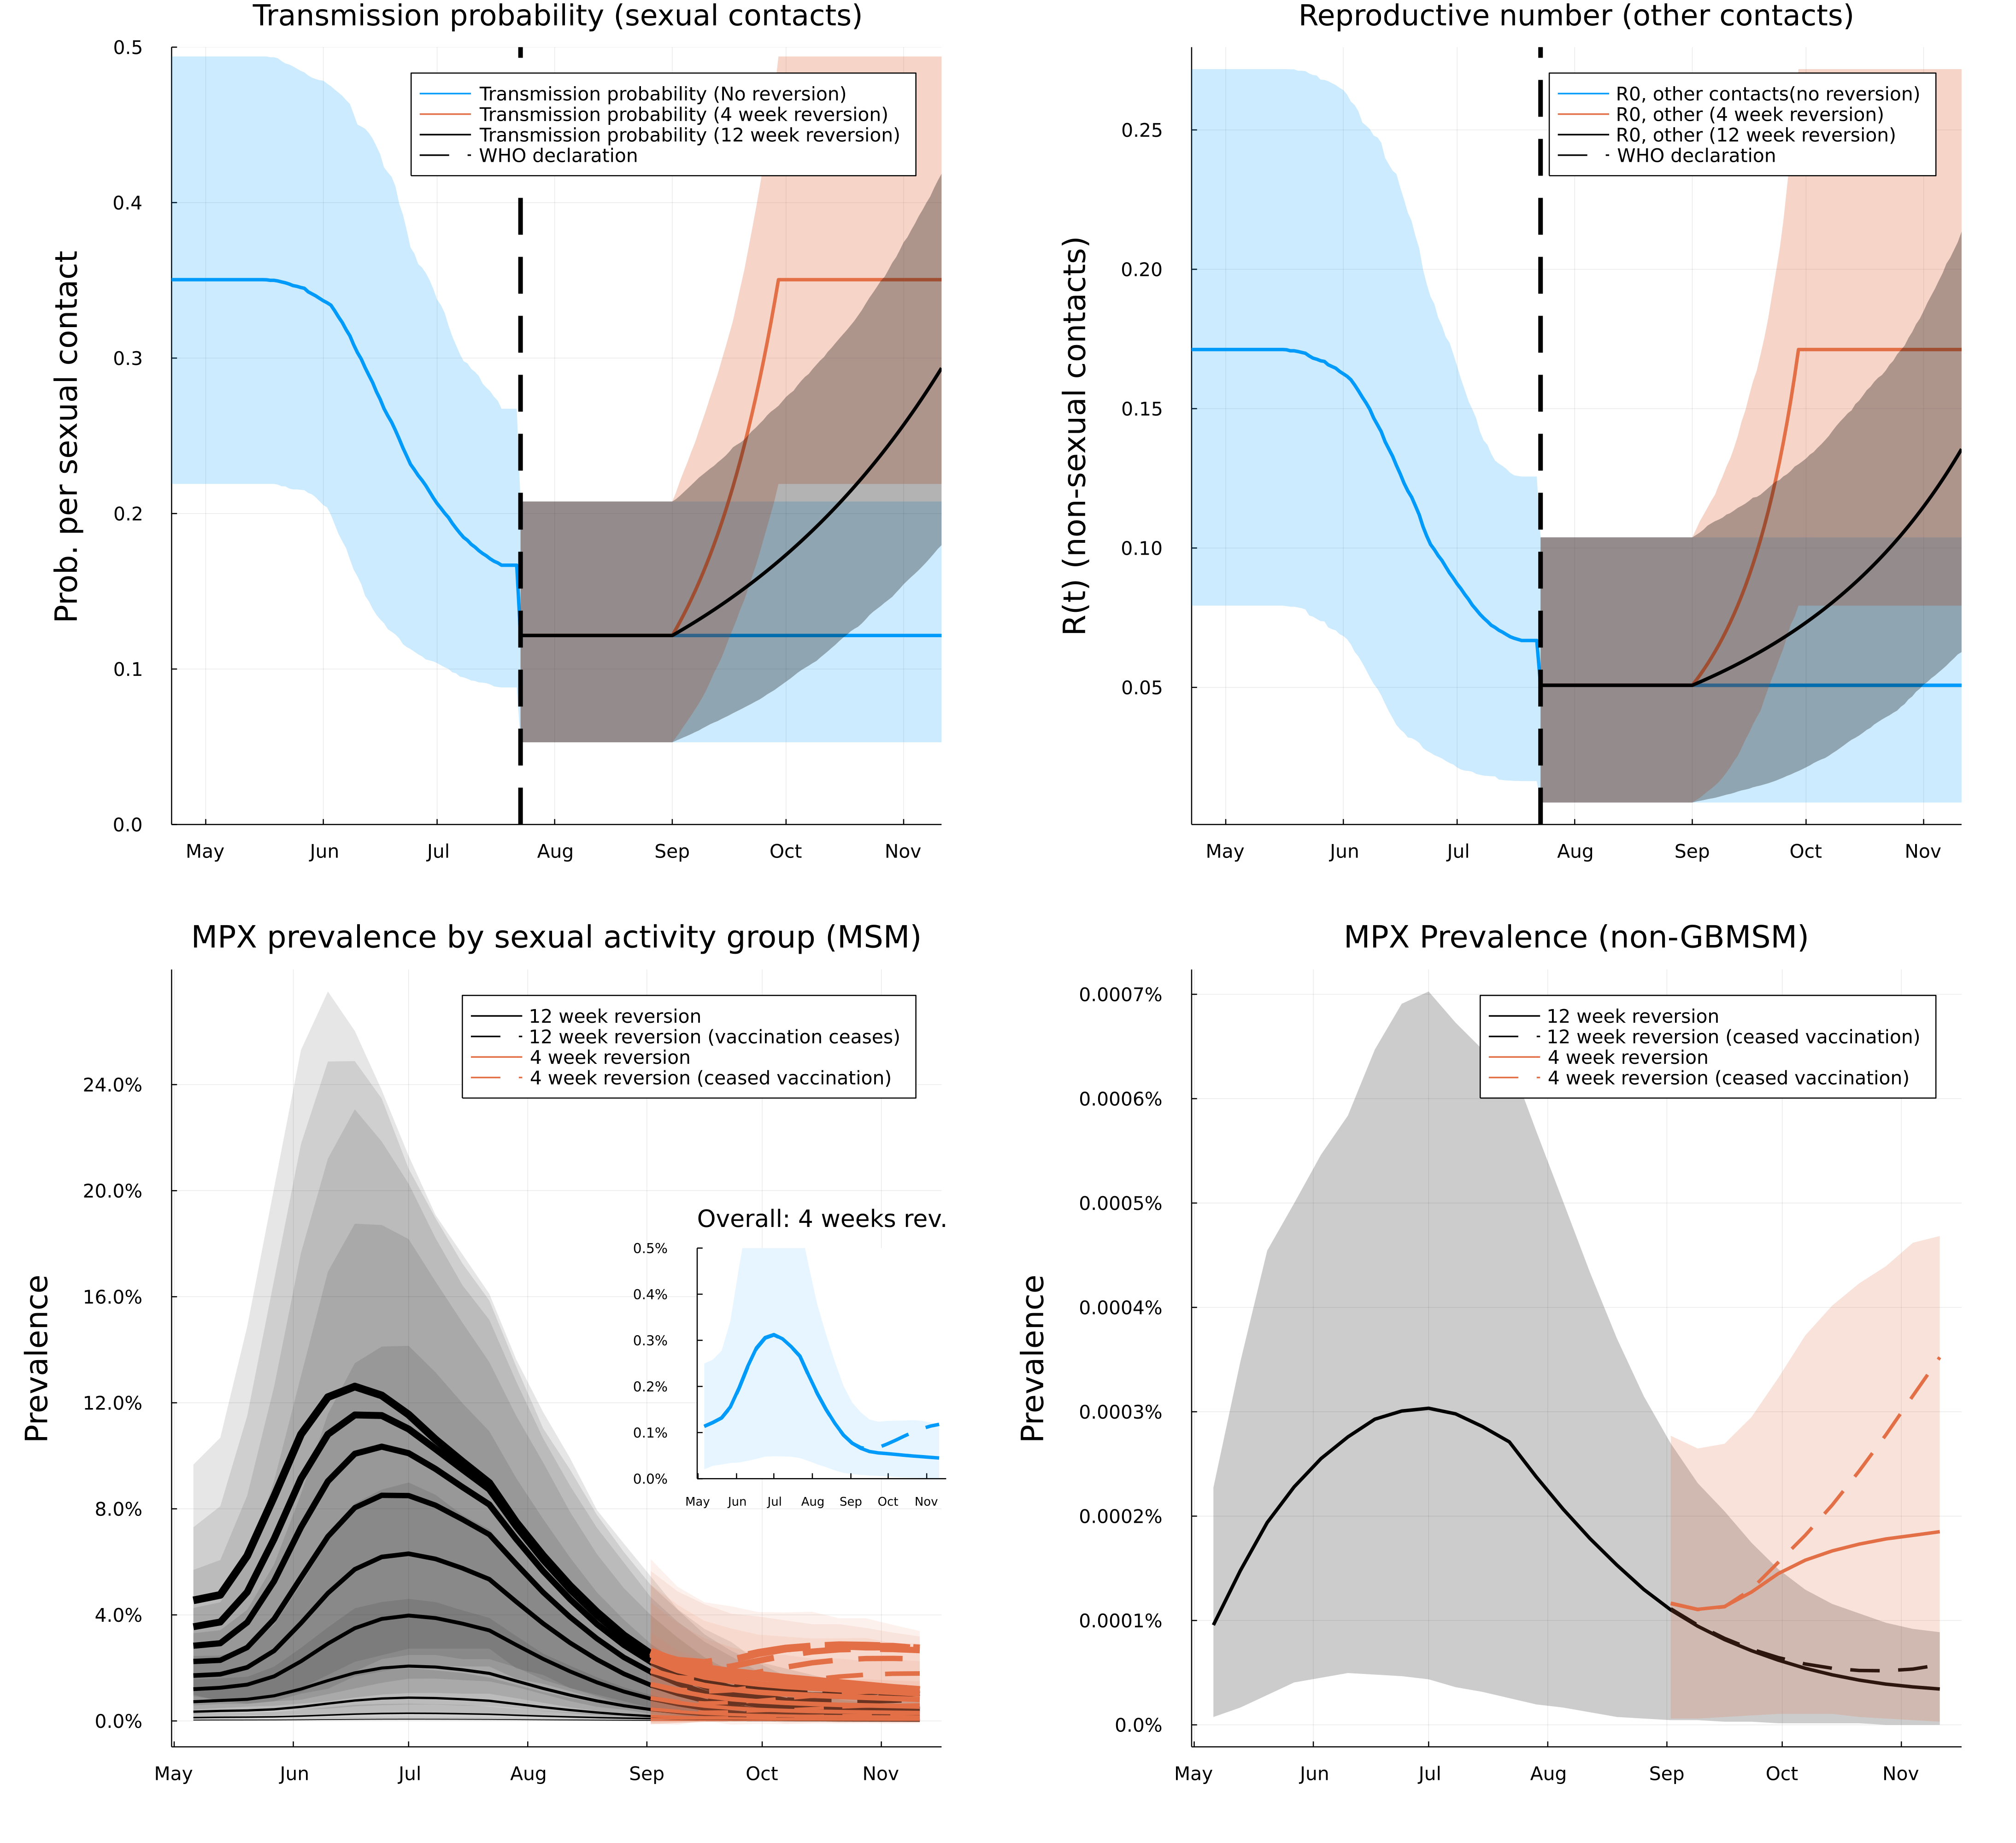 Transmission probability (sexual contacts)
Prob. per sexual contact
0.5
0.4
0.3
0.2
0.1
0.0
Transmission probability (No reversion)
Transmission probability (4 week reversion)
Transmission probability (12 week reversion)
WHO declaration
May Jun Jul Aug Sep Oct Nov
Reproductive number (other contacts)
R(t) (non-sexual contacts)
0.25
0.20
0.15
0.10
0.05
R0, other contacts(no reversion)
R0, other (4 week reversion)
R0, other (12 week reversion)
WHO declaration
May Jun Jul Aug Sep Oct Nov
MPX prevalence by sexual activity group (MSM)
Prevalence
24.0%
20.0%
16.0%
12.0%
8.0%
4.0%
0.0%
12 week reversion
12 week reversion (vaccination ceases)
4 week reversion
4 week reversion (ceased vaccination)
Overall: 4 weeks rev.
0.5%
0.4%
0.3%
0.2%
0.1%
0.0%
May Jun Jul Aug Sep Oct Nov
May Jun Jul Aug Sep Oct Nov
MPX Prevalence (non-GBMSM)
Prevalence
0.0007%
0.0006%
0.0005%
0.0004%
0.0003%
0.0002%
0.0001%
0.0%
12 week reversion
12 week reversion (ceased vaccination)
4 week reversion
4 week reversion (ceased vaccination)
May Jun Jul Aug Sep Oct Nov